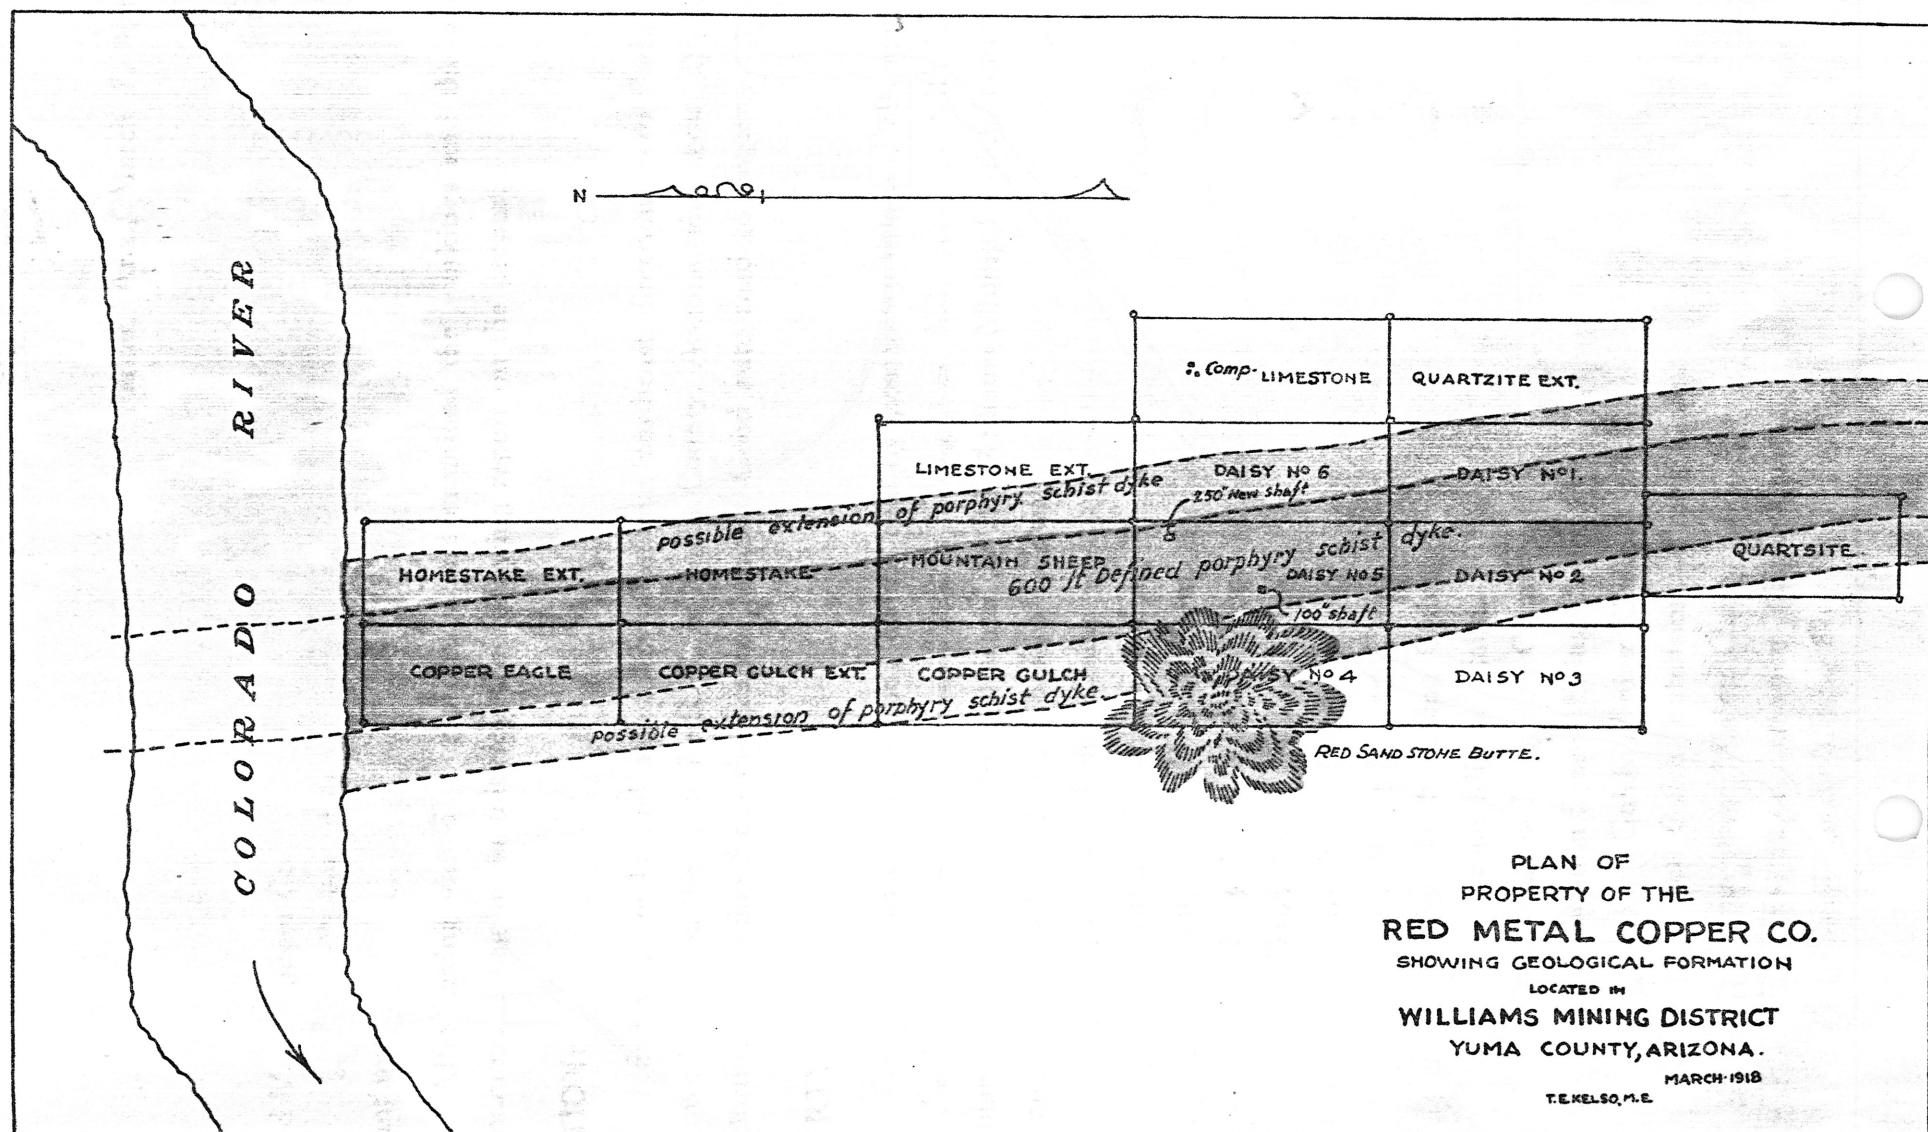 N
COLORADO RIVER
Comp. LIMESTONE
QUARTZITE EXT.
LIMESTONE EXT.
DAISY No 6
DAISY No 1.
250" New shaft
possible extension of porphyry schist dyke
HOMESTAKE EXT.
HOMESTAKE
MOUNTAIN SHEEP
600 ft defined porphyry schist dyke.
DAISY No 5
DAISY No 2
QUARTSITE.
100" shaft
COPPER EAGLE
COPPER GULCH EXT.
COPPER GULCH
DAISY No 4
DAISY No 3
possible extension of porphyry schist dyke
RED SAND STONE BUTTE.
PLAN OF
PROPERTY OF THE
RED METAL COPPER CO.
SHOWING GEOLOGICAL FORMATION
LOCATED IN
WILLIAMS MINING DISTRICT
YUMA COUNTY, ARIZONA.
MARCH-1918
T.E. KELSO, M.E.